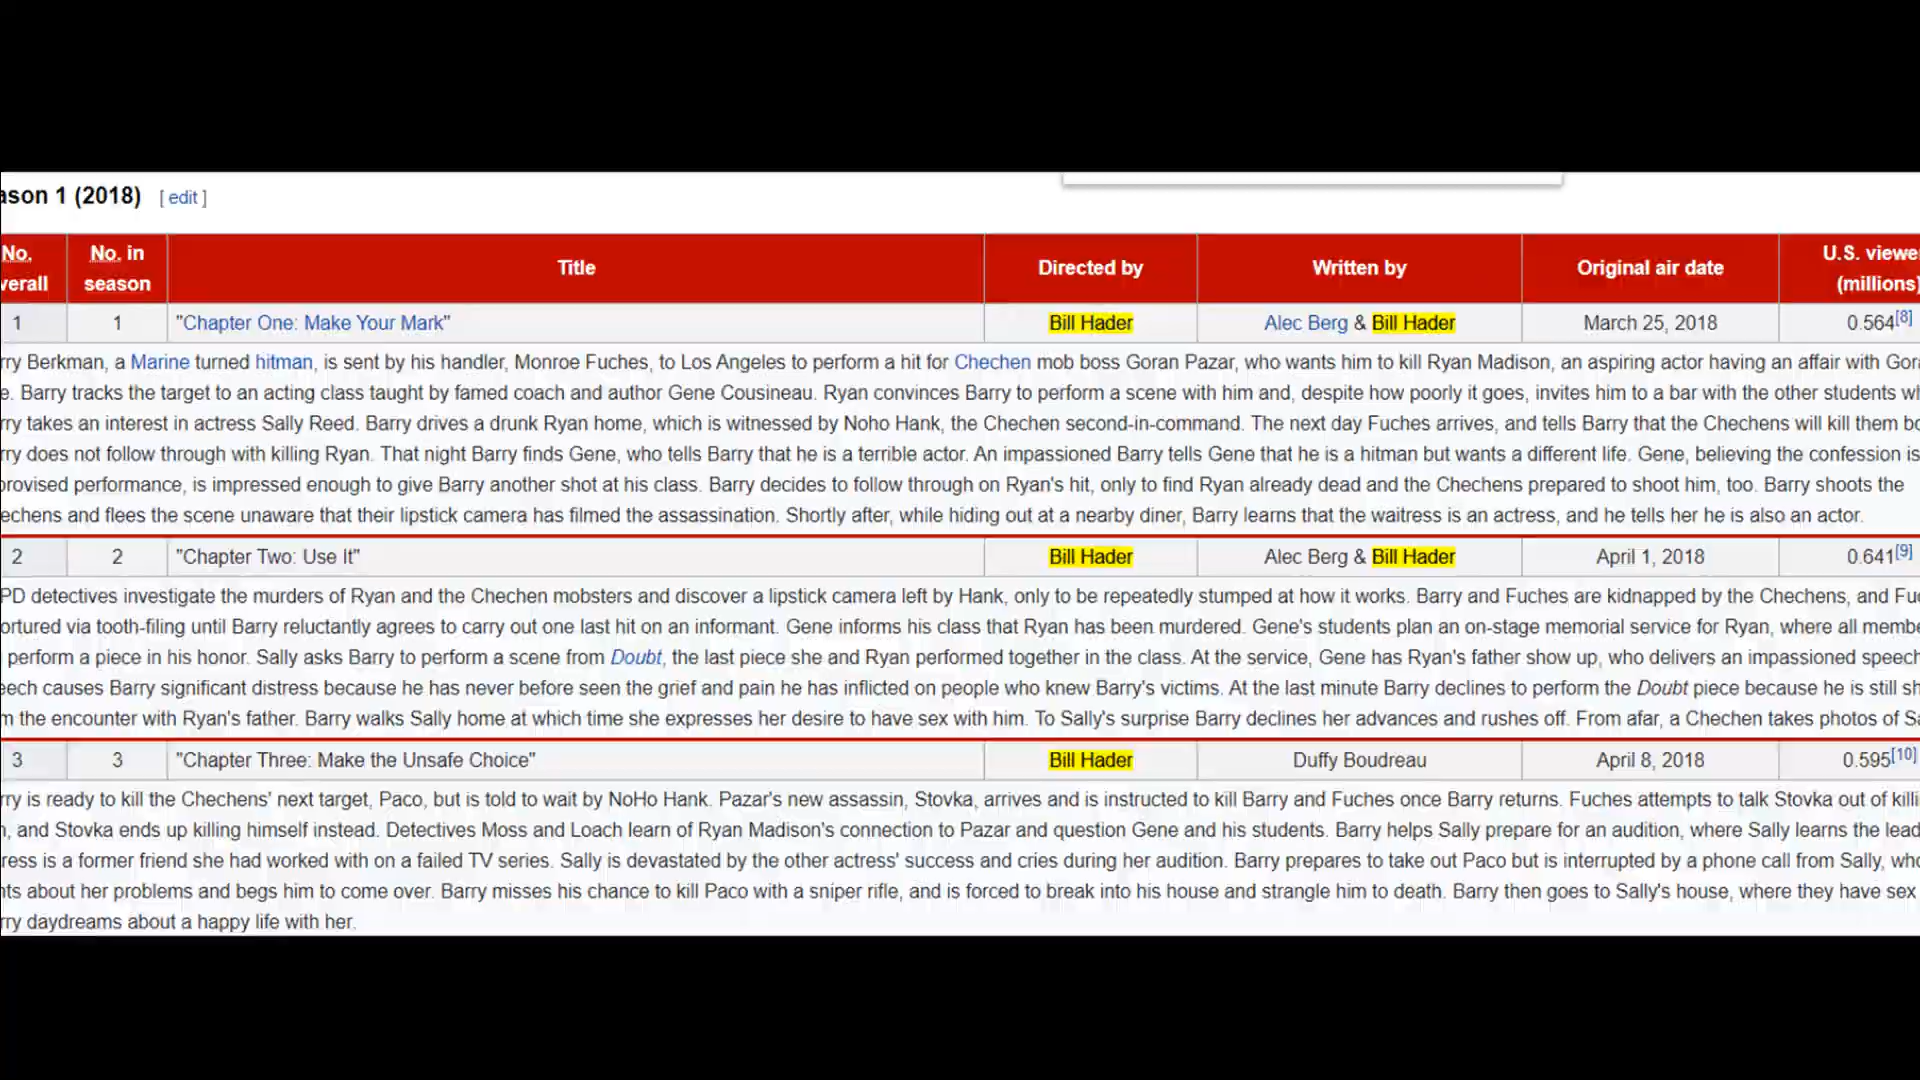 ason 1 (2018) [ edit ]
No. verall No. in season Title Directed by Written by Original air date U.S. viewe (millions)
1 1 "Chapter One: Make Your Mark" Bill Hader Alec Berg & Bill Hader March 25, 2018 0.564[8]
rry Berkman, a Marine turned hitman, is sent by his handler, Monroe Fuches, to Los Angeles to perform a hit for Chechen mob boss Goran Pazar, who wants him to kill Ryan Madison, an aspiring actor having an affair with Gor
e. Barry tracks the target to an acting class taught by famed coach and author Gene Cousineau. Ryan convinces Barry to perform a scene with him and, despite how poorly it goes, invites him to a bar with the other students w
rry takes an interest in actress Sally Reed. Barry drives a drunk Ryan home, which is witnessed by Noho Hank, the Chechen second-in-command. The next day Fuches arrives, and tells Barry that the Chechens will kill them bo
rry does not follow through with killing Ryan. That night Barry finds Gene, who tells Barry that he is a terrible actor. An impassioned Barry tells Gene that he is a hitman but wants a different life. Gene, believing the confession is
provised performance, is impressed enough to give Barry another shot at his class. Barry decides to follow through on Ryan's hit, only to find Ryan already dead and the Chechens prepared to shoot him, too. Barry shoots the
echens and flees the scene unaware that their lipstick camera has filmed the assassination. Shortly after, while hiding out at a nearby diner, Barry learns that the waitress is an actress, and he tells her he is also an actor.
2 2 "Chapter Two: Use It" Bill Hader Alec Berg & Bill Hader April 1, 2018 0.641[9]
PD detectives investigate the murders of Ryan and the Chechen mobsters and discover a lipstick camera left by Hank, only to be repeatedly stumped at how it works. Barry and Fuches are kidnapped by the Chechens, and Fu
ortured via tooth-filing until Barry reluctantly agrees to carry out one last hit on an informant. Gene informs his class that Ryan has been murdered. Gene's students plan an on-stage memorial service for Ryan, where all membe
perform a piece in his honor. Sally asks Barry to perform a scene from Doubt, the last piece she and Ryan performed together in the class. At the service, Gene has Ryan's father show up, who delivers an impassioned speech
eech causes Barry significant distress because he has never before seen the grief and pain he has inflicted on people who knew Barry's victims. At the last minute Barry declines to perform the Doubt piece because he is still sh
m the encounter with Ryan's father. Barry walks Sally home at which time she expresses her desire to have sex with him. To Sally's surprise Barry declines her advances and rushes off. From afar, a Chechen takes photos of Sa
3 3 "Chapter Three: Make the Unsafe Choice" Bill Hader Duffy Boudreau April 8, 2018 0.595[10]
rry is ready to kill the Chechens' next target, Paco, but is told to wait by NoHo Hank. Pazar's new assassin, Stovka, arrives and is instructed to kill Barry and Fuches once Barry returns. Fuches attempts to talk Stovka out of killi
n, and Stovka ends up killing himself instead. Detectives Moss and Loach learn of Ryan Madison's connection to Pazar and question Gene and his students. Barry helps Sally prepare for an audition, where Sally learns the lead
ress is a former friend she had worked with on a failed TV series. Sally is devastated by the other actress' success and cries during her audition. Barry prepares to take out Paco but is interrupted by a phone call from Sally, who
nts about her problems and begs him to come over. Barry misses his chance to kill Paco with a sniper rifle, and is forced to break into his house and strangle him to death. Barry then goes to Sally's house, where they have sex
rry daydreams about a happy life with her.